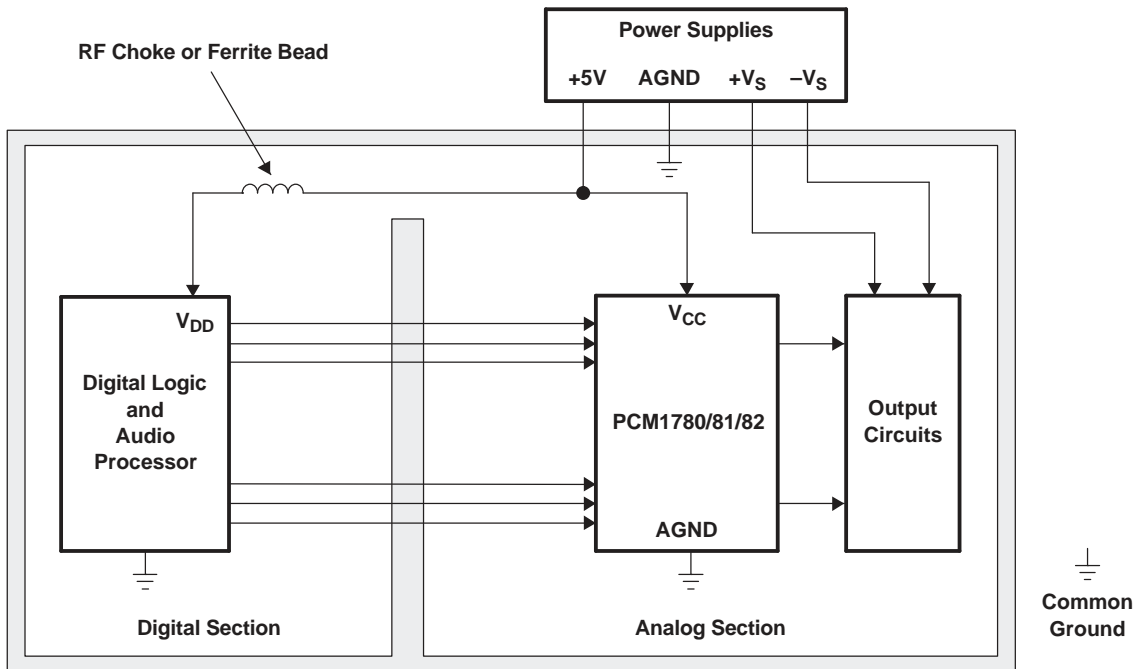 Power Supplies
RF Choke or Ferrite Bead
+5V AGND +VS –VS
VDD
VCC
Digital Logic
and
Audio
Processor
PCM1780/81/82
Output
Circuits
AGND
Digital Section
Analog Section
Common
Ground